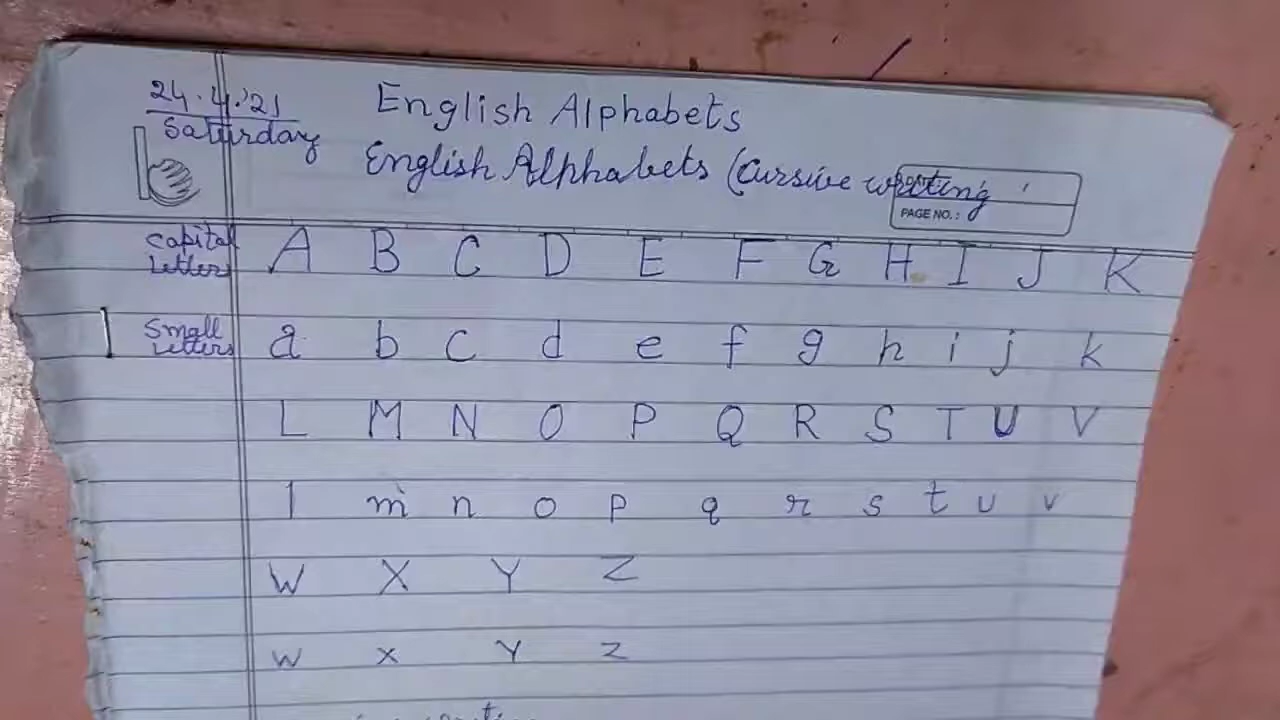 24.4.'21
Saturday
English Alphabets
English Alphabets (Cursive writing
PAGE NO.:
Capital letters A B C D E F G H I J K
Small letters a b c d e f g h i j k
L M N O P Q R S T U V
l m n o p q r s t u v
W X Y Z
w x y z